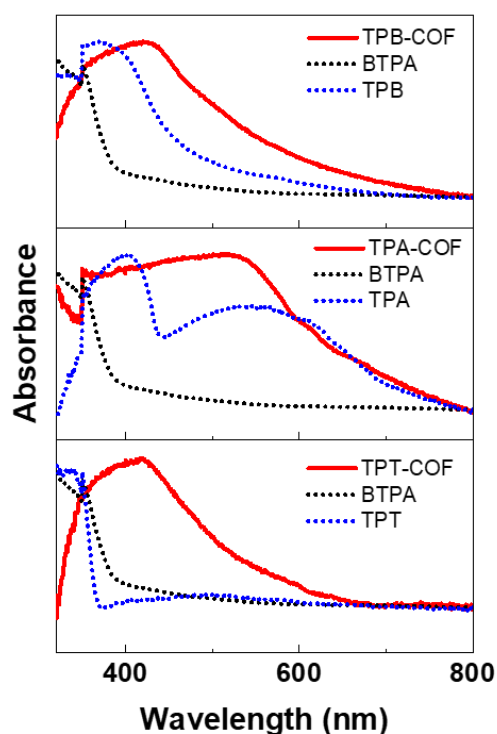 TPB-COF
BTPA
TPB
TPA-COF
BTPA
TPA
TPT-COF
BTPA
TPT
Absorbance
400 600 800
Wavelength (nm)